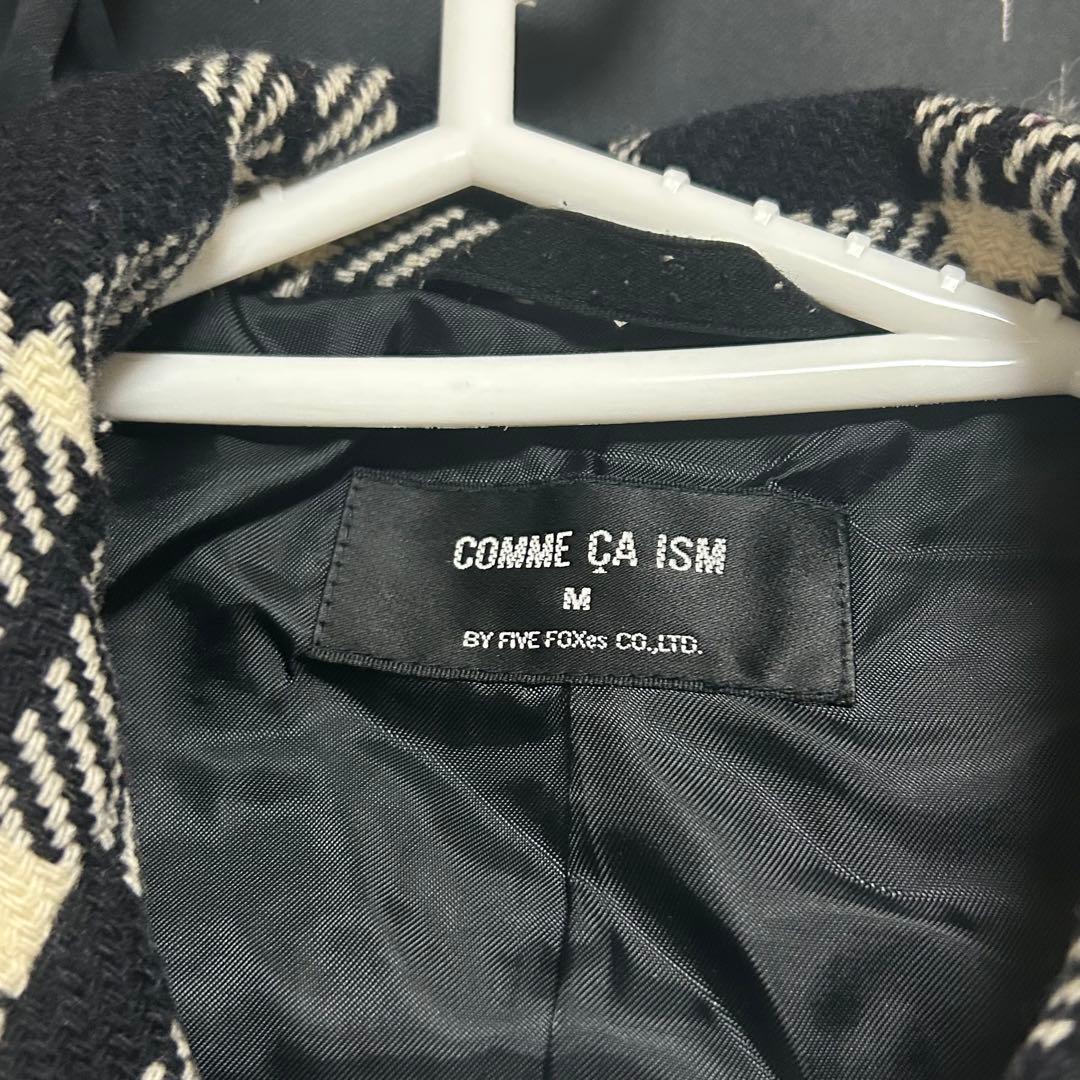 COMME ÇA ISM
M
BY FIVE FOXes CO.,LTD.